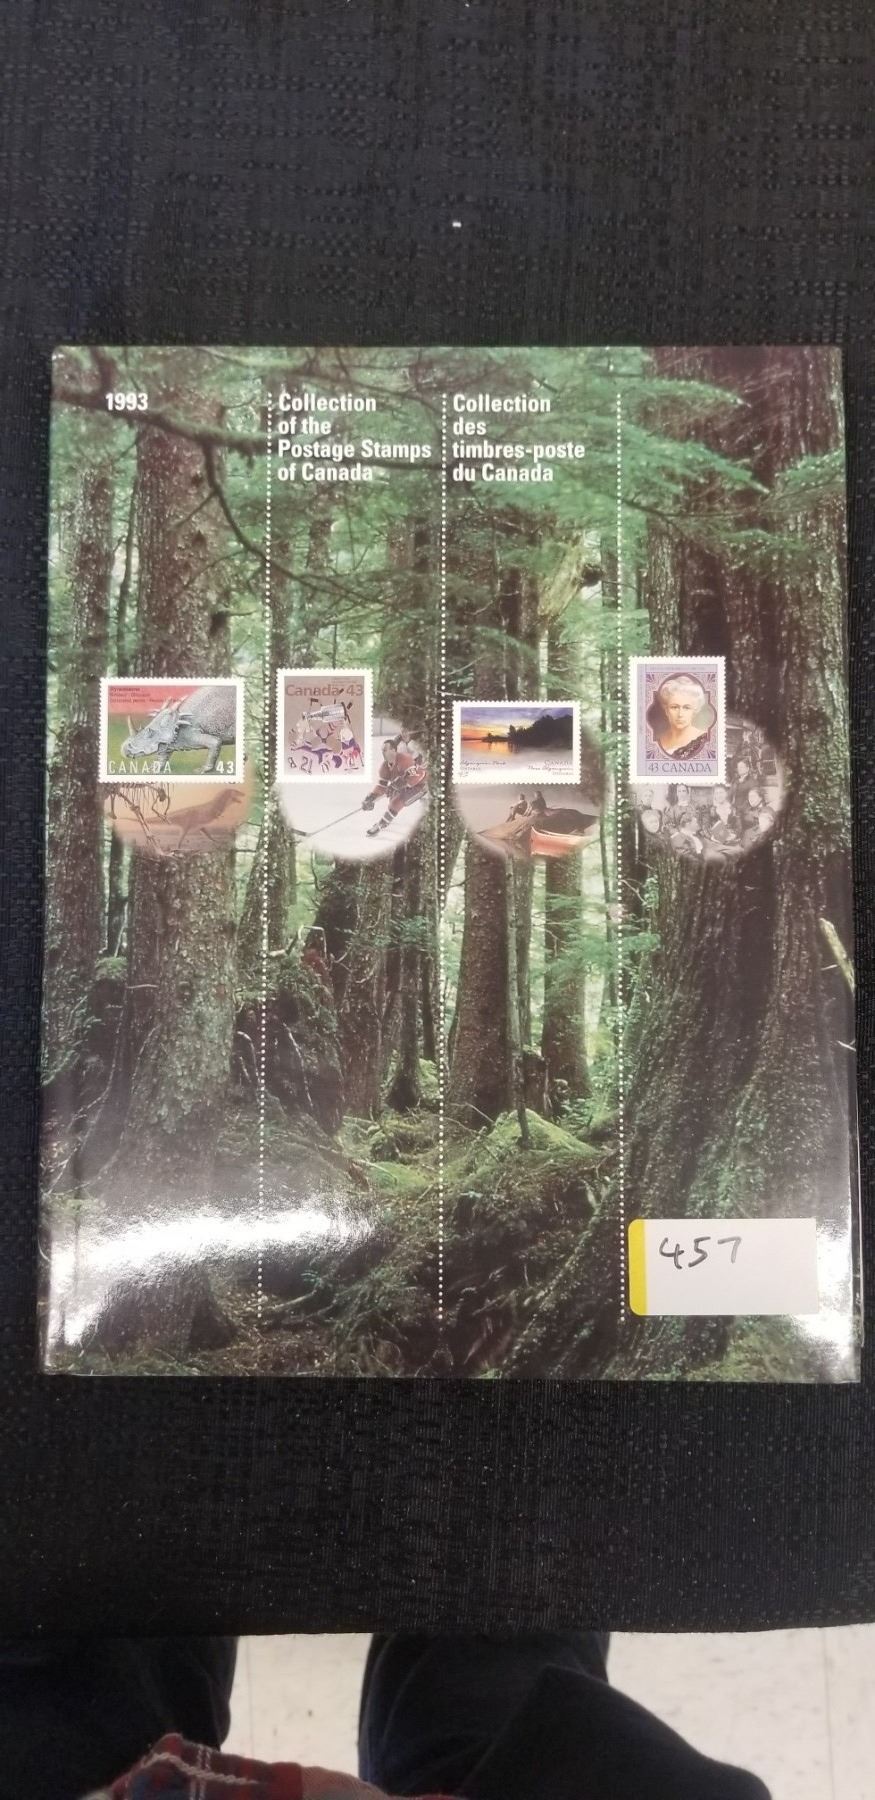 1993
Collection
of the
Postage Stamps
of Canada
Collection
des
timbres-poste
du Canada
CANADA 43
Canada 43
CANADA
43 CANADA
457